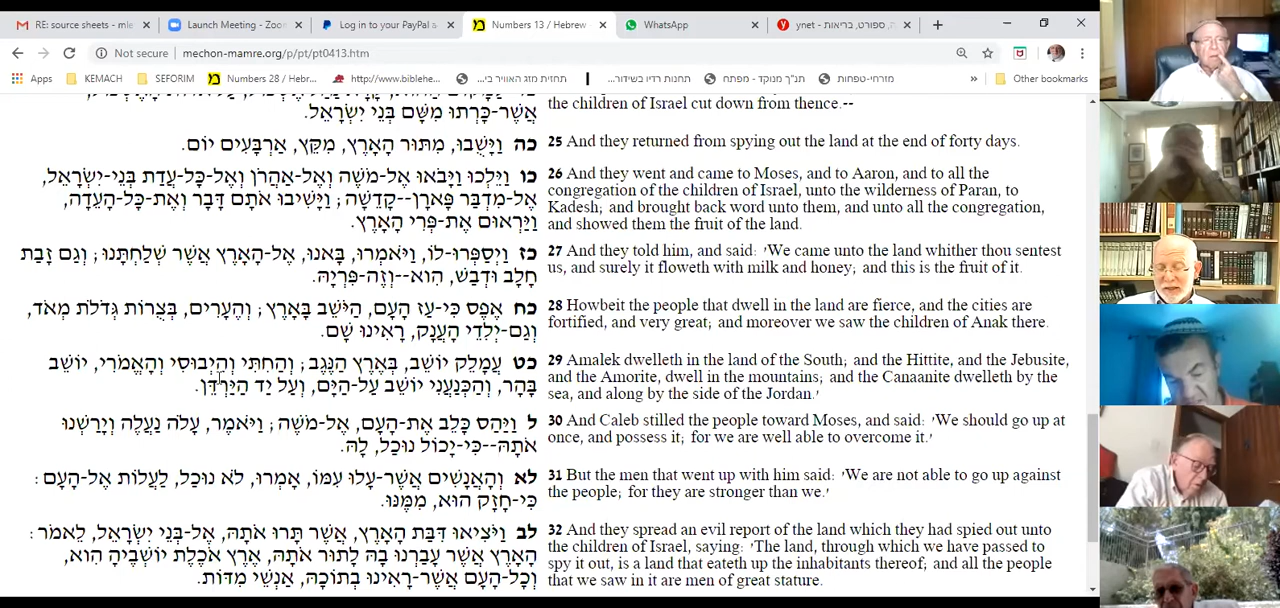 RE: source sheets - mle
Launch Meeting - Zoo
Log in to your PayPal a
Numbers 13 / Hebrew
WhatsApp
ynet - ספורט, בריאות
Not secure | mechon-mamre.org/p/pt/pt0413.htm
Apps KEMACH SEFORIM Numbers 28 / Hebr... http://www.biblehe... תחזית מזג האוויר בי... תחנות רדיו בשידור... תנ"ך מנוקד - מפתח מזרחי-טפחות » Other bookmarks
אֲשֶׁר-כָּרְתוּ מִשָּׁם בְּנֵי יִשְׂרָאֵל.
the children of Israel cut down from thence.--
כה וַיָּשֻׁבוּ, מִתּוּר הָאָרֶץ, מִקֵּץ, אַרְבָּעִים יוֹם.
25 And they returned from spying out the land at the end of forty days.
כו וַיֵּלְכוּ וַיָּבֹאוּ אֶל-מֹשֶׁה וְאֶל-אַהֲרֹן וְאֶל-כָּל-עֲדַת בְּנֵי-יִשְׂרָאֵל,
אֶל-מִדְבַּר פָּארָן--קָדֵשָׁה; וַיָּשִׁיבוּ אֹתָם דָּבָר וְאֶת-כָּל-הָעֵדָה,
וַיַּרְאוּם אֶת-פְּרִי הָאָרֶץ.
26 And they went and came to Moses, and to Aaron, and to all the
congregation of the children of Israel, unto the wilderness of Paran, to
Kadesh; and brought back word unto them, and unto all the congregation,
and showed them the fruit of the land.
כז וַיְסַפְּרוּ-לוֹ, וַיֹּאמְרוּ, בָּאנוּ, אֶל-הָאָרֶץ אֲשֶׁר שְׁלַחְתָּנוּ; וְגַם זָבַת
חָלָב וּדְבַשׁ, הִוא--וְזֶה-פִּרְיָהּ.
27 And they told him, and said: 'We came unto the land whither thou sentest
us, and surely it floweth with milk and honey; and this is the fruit of it.
כח אֶפֶס כִּי-עַז הָעָם, הַיֹּשֵׁב בָּאָרֶץ; וְהֶעָרִים, בְּצֻרוֹת גְּדֹלֹת מְאֹד,
וְגַם-יְלִדֵי הָעֲנָק, רָאִינוּ שָׁם.
28 Howbeit the people that dwell in the land are fierce, and the cities are
fortified, and very great; and moreover we saw the children of Anak there.
כט עֲמָלֵק יוֹשֵׁב, בְּאֶרֶץ הַנֶּגֶב; וְהַחִתִּי וְהַיְבוּסִי וְהָאֱמֹרִי, יוֹשֵׁב
בָּהָר, וְהַכְּנַעֲנִי יוֹשֵׁב עַל-הַיָּם, וְעַל יַד הַיַּרְדֵּן.
29 Amalek dwelleth in the land of the South; and the Hittite, and the Jebusite,
and the Amorite, dwell in the mountains; and the Canaanite dwelleth by the
sea, and along by the side of the Jordan.'
ל וַיַּהַס כָּלֵב אֶת-הָעָם, אֶל-מֹשֶׁה; וַיֹּאמֶר, עָלֹה נַעֲלֶה וְיָרַשְׁנוּ
אֹתָהּ--כִּי-יָכוֹל נוּכַל, לָהּ.
30 And Caleb stilled the people toward Moses, and said: 'We should go up at
once, and possess it; for we are well able to overcome it.'
לא וְהָאֲנָשִׁים אֲשֶׁר-עָלוּ עִמּוֹ, אָמְרוּ, לֹא נוּכַל, לַעֲלוֹת אֶל-הָעָם:
כִּי-חָזָק הוּא, מִמֶּנּוּ.
31 But the men that went up with him said: 'We are not able to go up against
the people; for they are stronger than we.'
לב וַיֹּצִיאוּ דִּבַּת הָאָרֶץ, אֲשֶׁר תָּרוּ אֹתָהּ, אֶל-בְּנֵי יִשְׂרָאֵל, לֵאמֹר:
הָאָרֶץ אֲשֶׁר עָבַרְנוּ בָהּ לָתוּר אֹתָהּ, אֶרֶץ אֹכֶלֶת יוֹשְׁבֶיהָ הִוא,
וְכָל-הָעָם אֲשֶׁר-רָאִינוּ בְתוֹכָהּ, אַנְשֵׁי מִדּוֹת.
32 And they spread an evil report of the land which they had spied out unto
the children of Israel, saying: 'The land, through which we have passed to
spy it out, is a land that eateth up the inhabitants thereof; and all the people
that we saw in it are men of great stature.